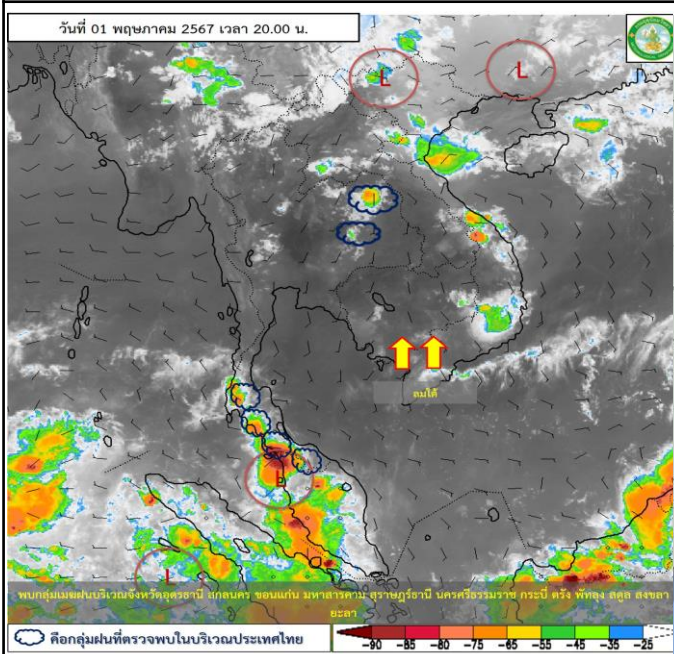 วันที่ 01 พฤษภาคม 2567 เวลา 20.00 น.
L
L
ลมใต้
L
L
พบกลุ่มเมฆฝนบริเวณจังหวัดอุดรธานี สกลนคร ขอนแก่น มหาสารคาม สุราษฎร์ธานี นครศรีธรรมราช กระบี่ ตรัง พัทลุง สตูล สงขลา
ยะลา
คือกลุ่มฝนที่ตรวจพบในบริเวณประเทศไทย
-90 -85 -80 -75 -65 -55 -45 -35 -25